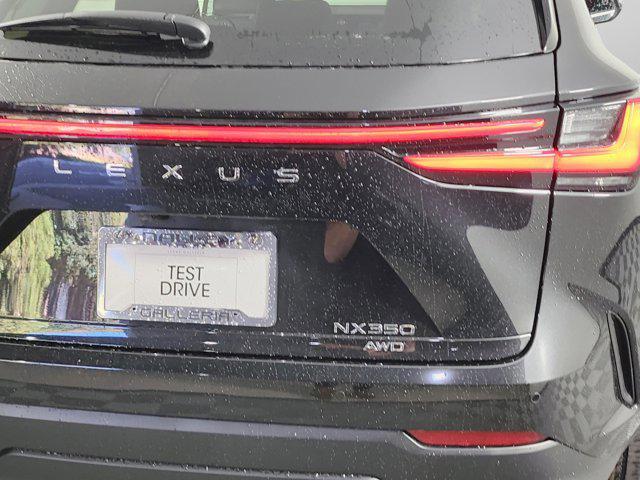 LEXUS
TEST
DRIVE
GALLERIA
NX350
AWD